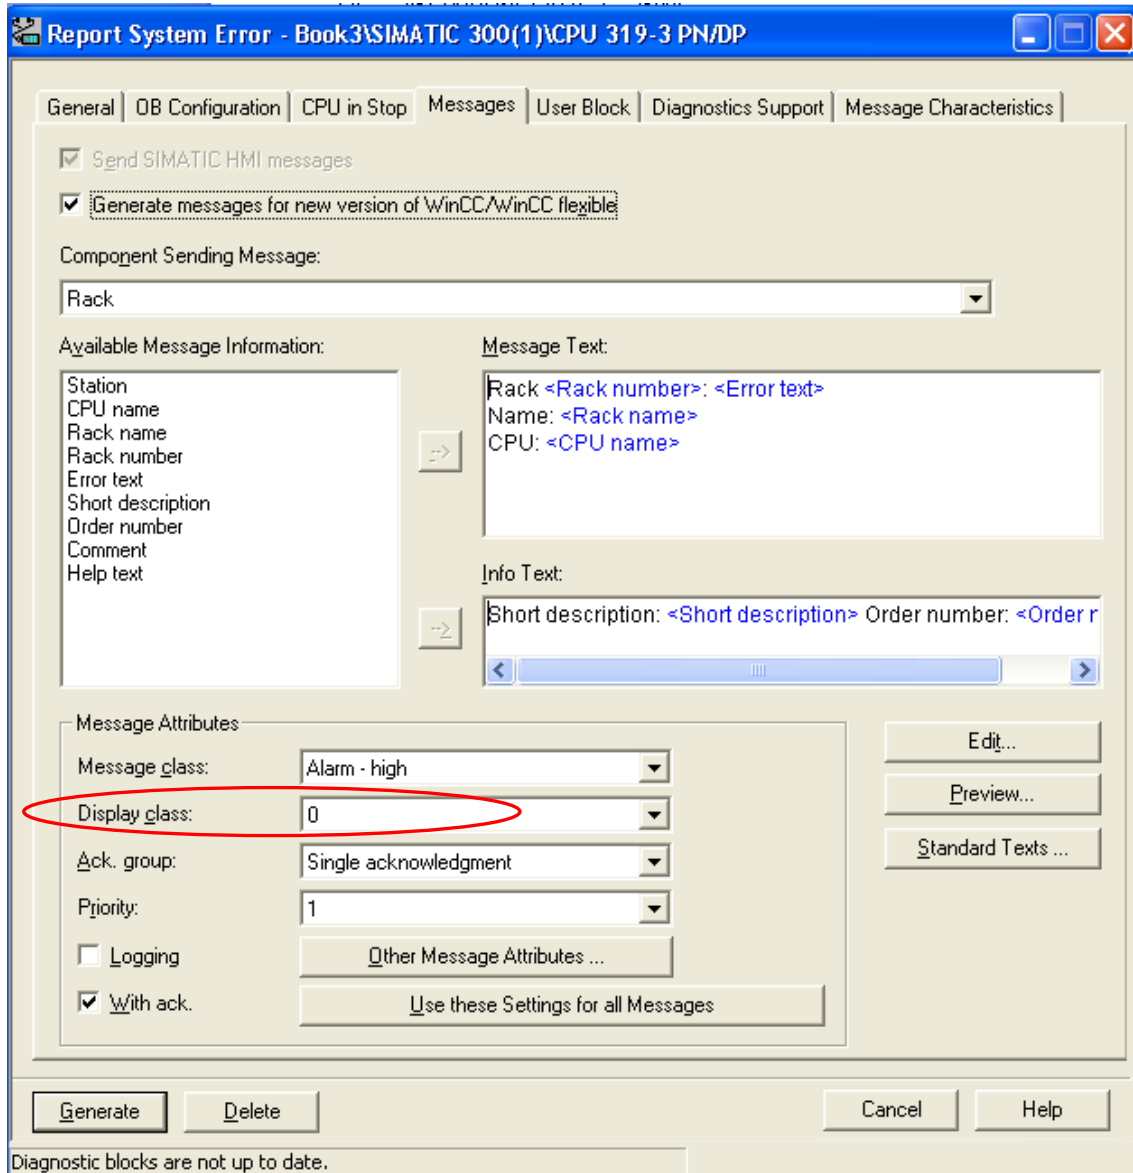 Report System Error - Book3\SIMATIC 300(1)\CPU 319-3 PN/DP
General OB Configuration CPU in Stop Messages User Block Diagnostics Support Message Characteristics
Send SIMATIC HMI messages
Generate messages for new version of WinCC/WinCC flexible
Component Sending Message:
Rack
Available Message Information:
Station
CPU name
Rack name
Rack number
Error text
Short description
Order number
Comment
Help text
-->
-->
Message Text:
Rack <Rack number>: <Error text>
Name: <Rack name>
CPU: <CPU name>
Info Text:
Short description: <Short description> Order number: <Order r
Message Attributes
Message class: Alarm - high
Display class: 0
Ack. group: Single acknowledgment
Priority: 1
Logging Other Message Attributes ...
With ack. Use these Settings for all Messages
Edit...
Preview...
Standard Texts ...
Generate Delete Cancel Help
Diagnostic blocks are not up to date.